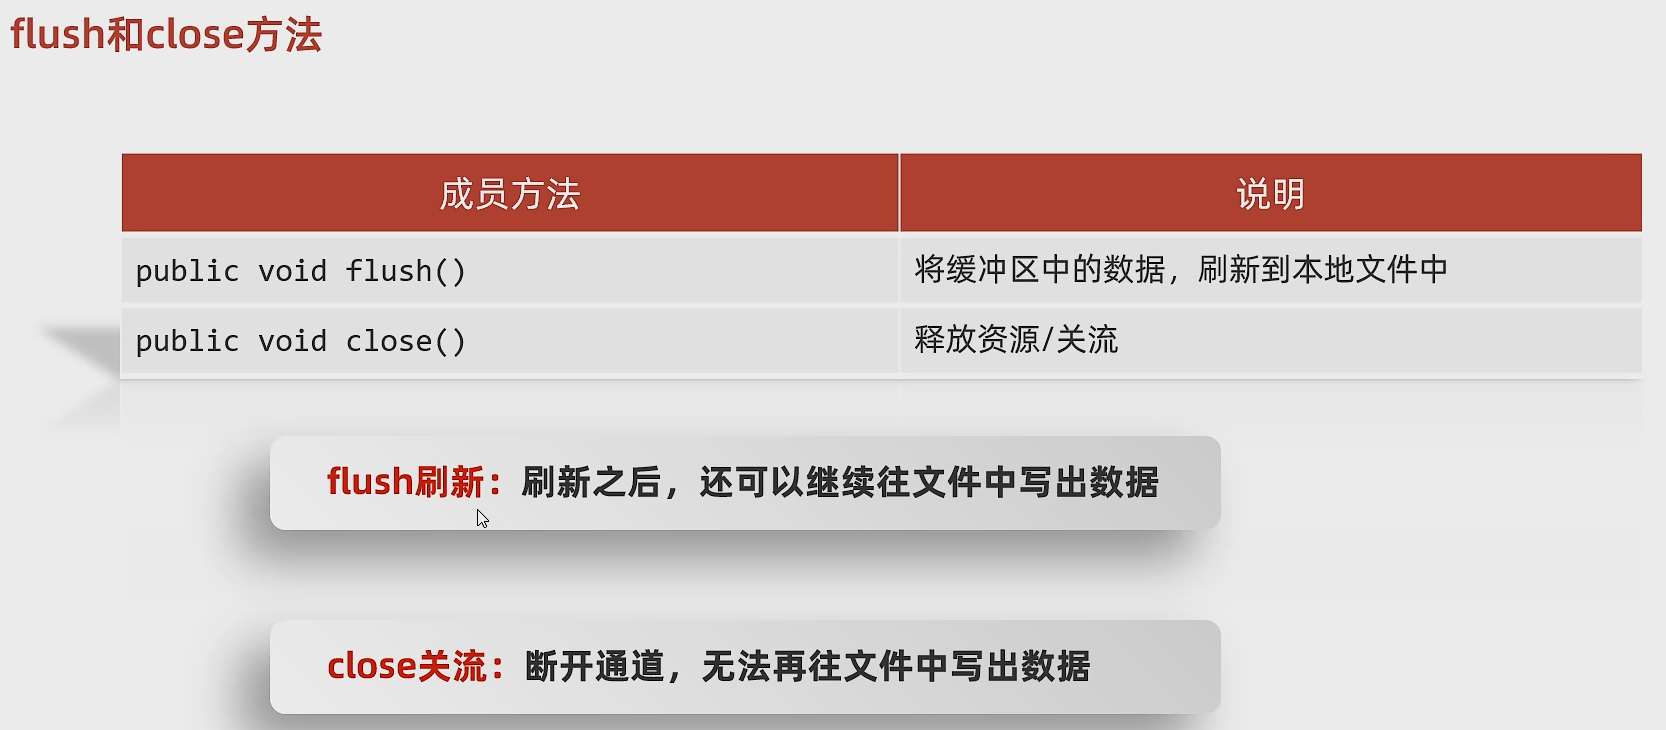 flush和close方法
成员方法 说明
public void flush() 将缓冲区中的数据，刷新到本地文件中
public void close() 释放资源/关流
flush刷新：刷新之后，还可以继续往文件中写出数据
close关流：断开通道，无法再往文件中写出数据